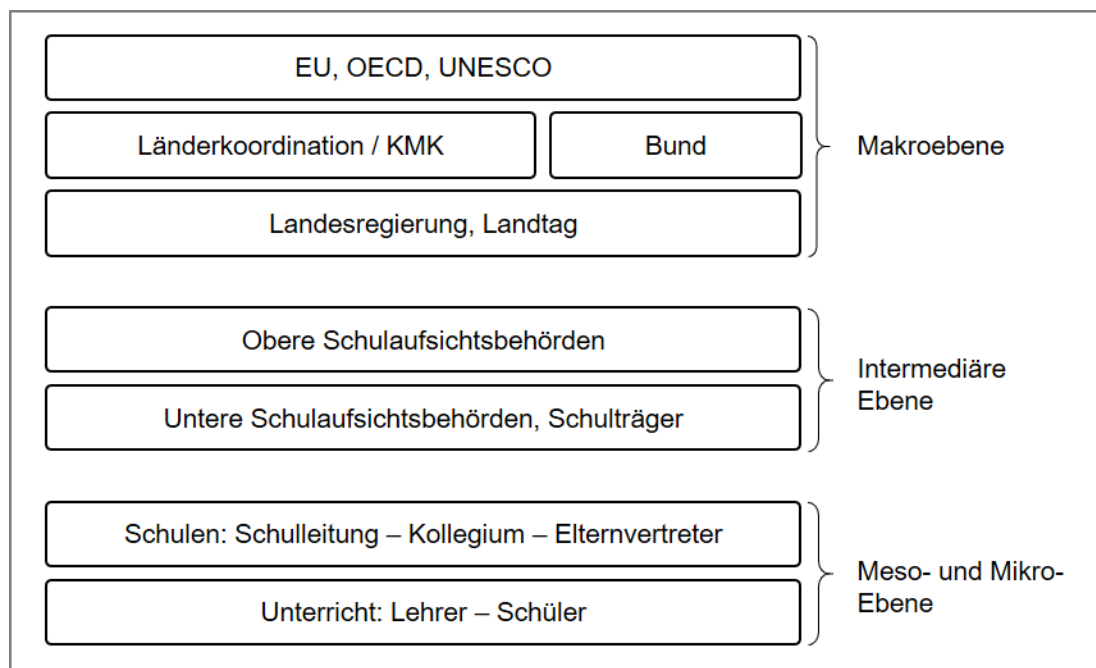 EU, OECD, UNESCO
Länderkoordination / KMK
Bund
Makroebene
Landesregierung, Landtag
Obere Schulaufsichtsbehörden
Intermediäre
Ebene
Untere Schulaufsichtsbehörden, Schulträger
Schulen: Schulleitung – Kollegium – Elternvertreter
Meso- und Mikro-
Ebene
Unterricht: Lehrer – Schüler